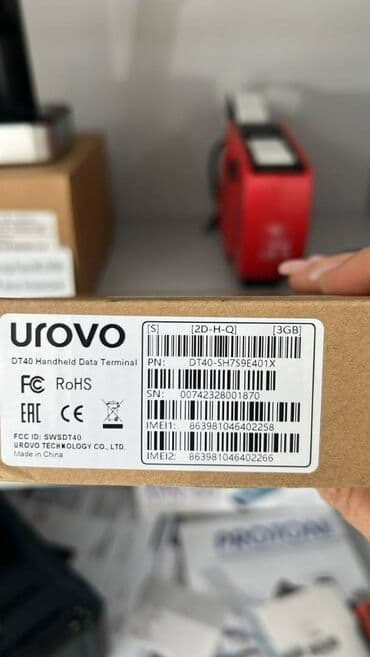 UROVO
DT40 Handheld Data Terminal
FC RoHS
EAC CE
FCC ID: SWSDT40
UROVO TECHNOLOGY CO., LTD.
Made in China
[S] [2D-H-Q] [3GB]
PN: DT40-SH7S9E401X
SN: 00742328001870
IMEI1: 863981046402258
IMEI2: 863981046402266